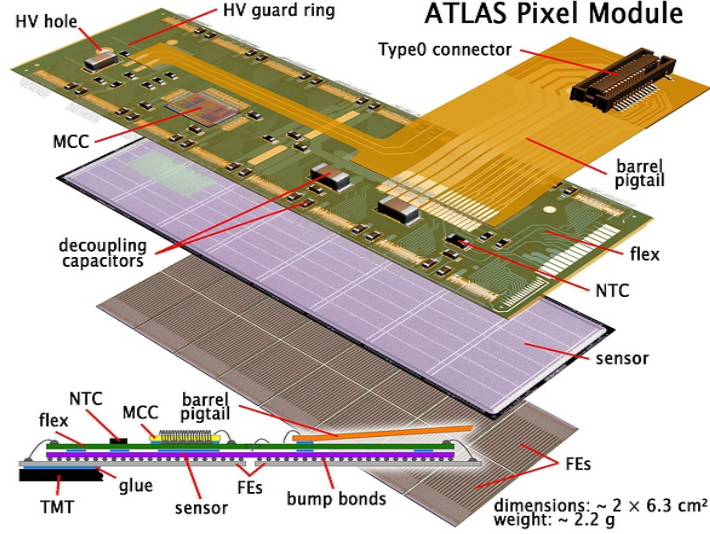 ATLAS Pixel Module
HV hole
HV guard ring
Type0 connector
MCC
barrel
pigtail
decoupling
capacitors
flex
NTC
sensor
NTC
MCC
barrel
pigtail
flex
FEs
glue
TMT
sensor
FEs
bump bonds
dimensions: ~ 2 × 6.3 cm²
weight: ~ 2.2 g